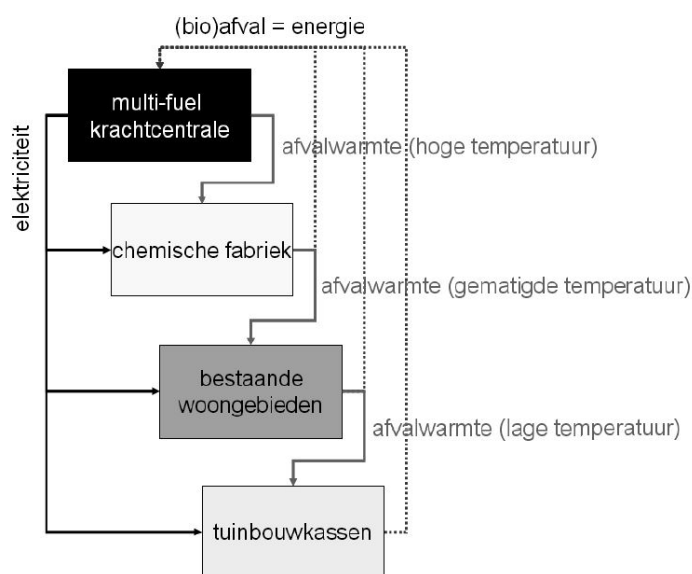 (bio)afval = energie
multi-fuel
krachtcentrale
elektriciteit
afvalwarmte (hoge temperatuur)
chemische fabriek
afvalwarmte (gematigde temperatuur)
bestaande
woongebieden
afvalwarmte (lage temperatuur)
tuinbouwkassen